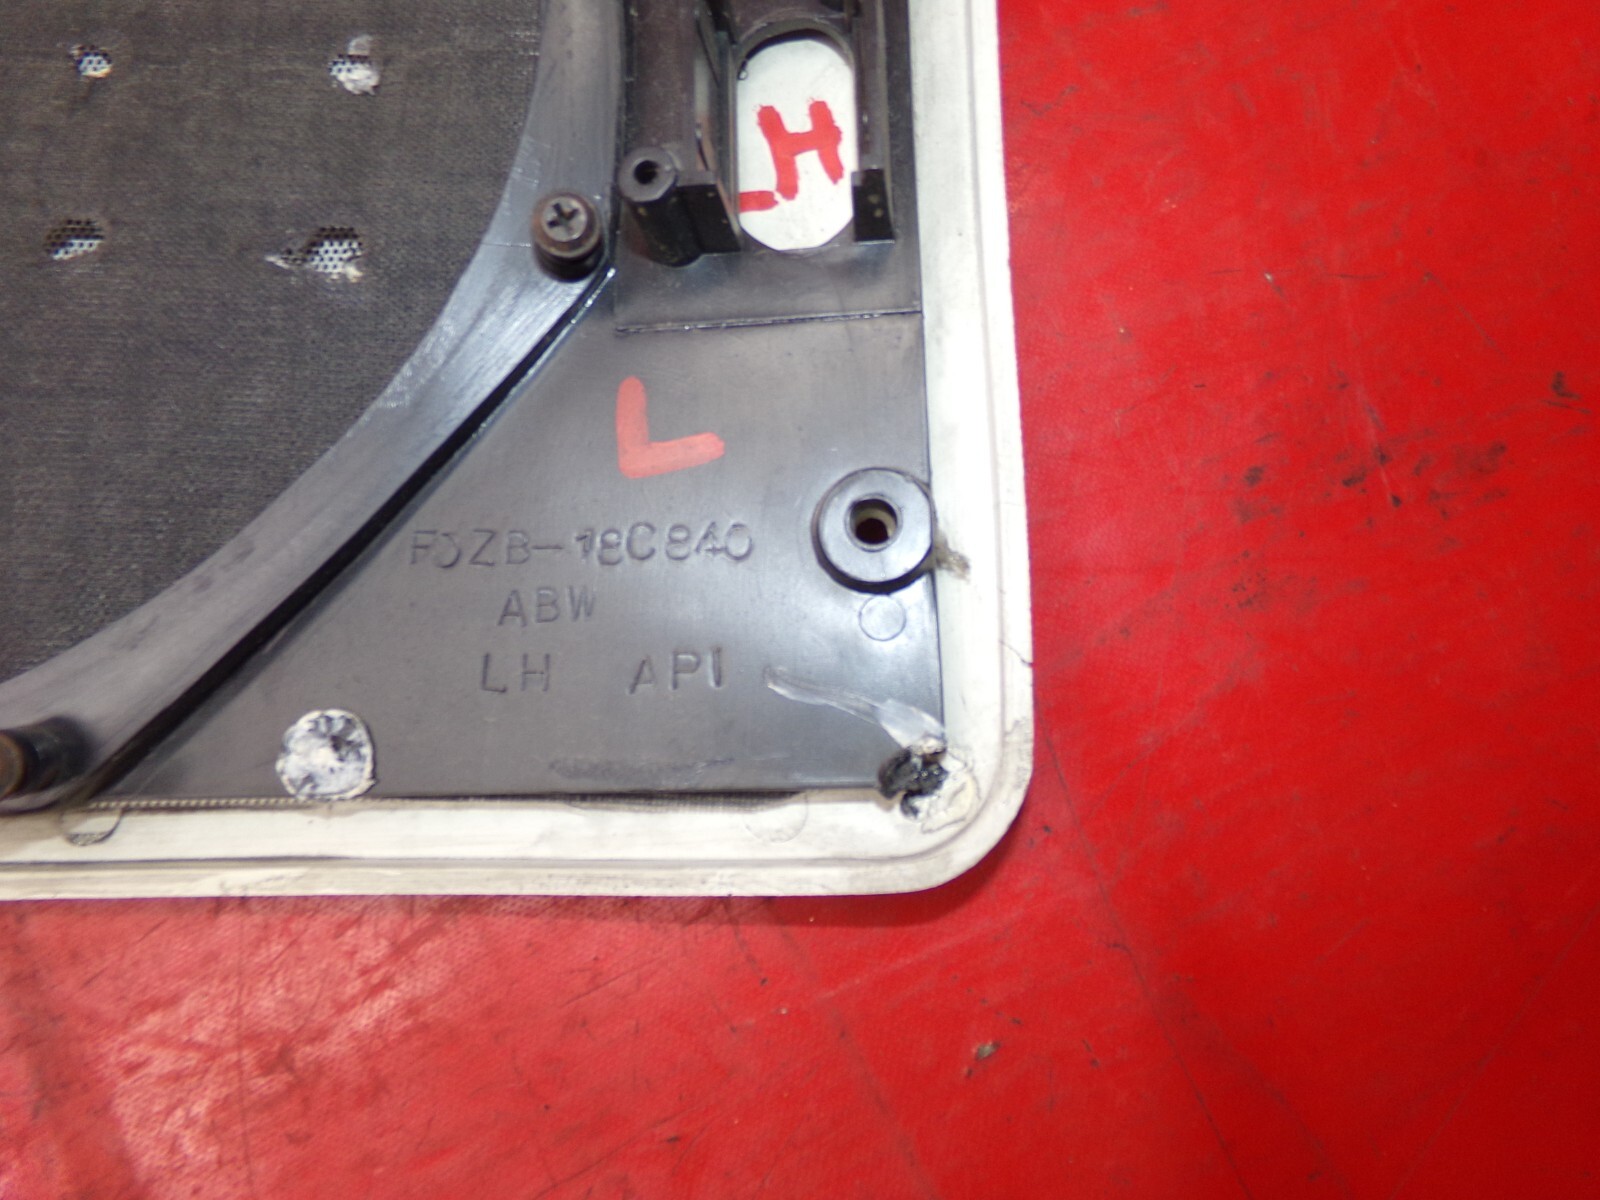 LH
L
F3ZB-18C840
ABW
LH API